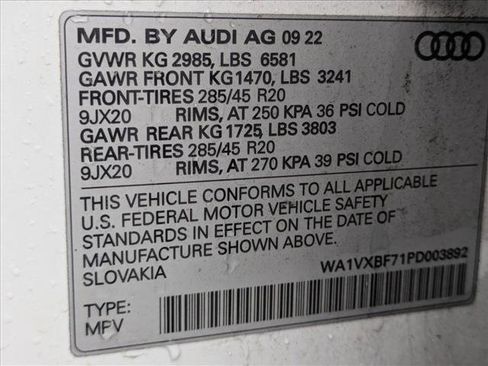 MFD. BY AUDI AG 09 22
GVWR KG 2985, LBS 6581
GAWR FRONT KG 1470, LBS 3241
FRONT-TIRES 285/45 R20
9JX20 RIMS, AT 250 KPA 36 PSI COLD
GAWR REAR KG 1725, LBS 3803
REAR-TIRES 285/45 R20
9JX20 RIMS, AT 270 KPA 39 PSI COLD
THIS VEHICLE CONFORMS TO ALL APPLICABLE
U.S. FEDERAL MOTOR VEHICLE SAFETY
STANDARDS IN EFFECT ON THE DATE OF
MANUFACTURE SHOWN ABOVE.
SLOVAKIA
WA1VXBF71PD003892
TYPE:
MPV